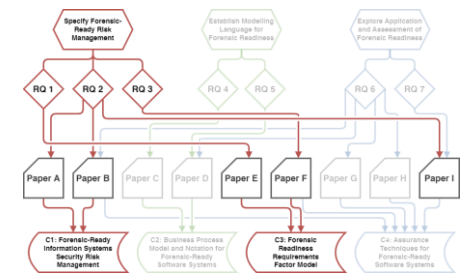 Specify Forensic-
Ready Risk
Management
Establish Modelling
Language for
Forensic Readiness
Explore Application
and Assessment of
Forensic Readiness
RQ 1
RQ 2
RQ 3
RQ 4
RQ 5
RQ 6
RQ 7
Paper A
Paper B
Paper C
Paper D
Paper E
Paper F
Paper G
Paper H
Paper I
C1: Forensic-Ready
Information Systems
Security Risk
Management
C2: Business Process
Model and Notation for
Forensic-Ready
Software Systems
C3: Forensic
Readiness
Requirements
Factor Model
C4: Assurance
Techniques for
Forensic-Ready
Software Systems